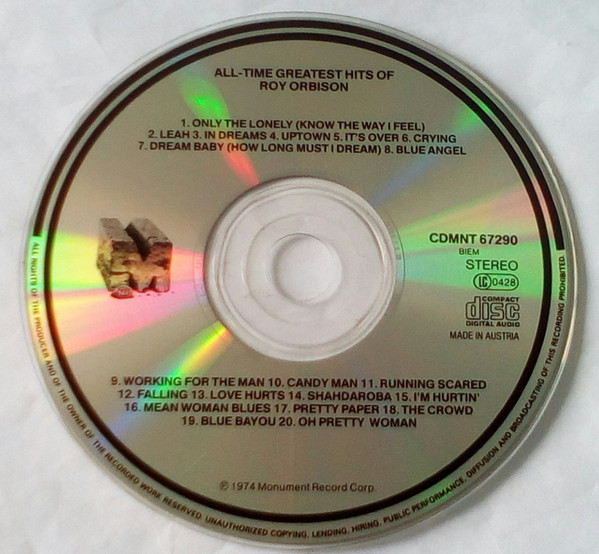 ALL-TIME GREATEST HITS OF
ROY ORBISON
1. ONLY THE LONELY (KNOW THE WAY I FEEL)
2. LEAH 3. IN DREAMS 4. UPTOWN 5. IT'S OVER 6. CRYING
7. DREAM BABY (HOW LONG MUST I DREAM) 8. BLUE ANGEL
M
CDMNT 67290
BIEM
STEREO
LC 0428
COMPACT
disc
DIGITAL AUDIO
MADE IN AUSTRIA
9. WORKING FOR THE MAN 10. CANDY MAN 11. RUNNING SCARED
12. FALLING 13. LOVE HURTS 14. SHAHDAROBA 15. I'M HURTIN'
16. MEAN WOMAN BLUES 17. PRETTY PAPER 18. THE CROWD
19. BLUE BAYOU 20. OH PRETTY WOMAN
℗ 1974 Monument Record Corp.
ALL RIGHTS OF THE PRODUCER AND OF THE OWNER OF THE RECORDED WORK RESERVED. UNAUTHORIZED COPYING, LENDING, HIRING, PUBLIC PERFORMANCE, DIFFUSION AND BROADCASTING OF THIS RECORDING PROHIBITED.